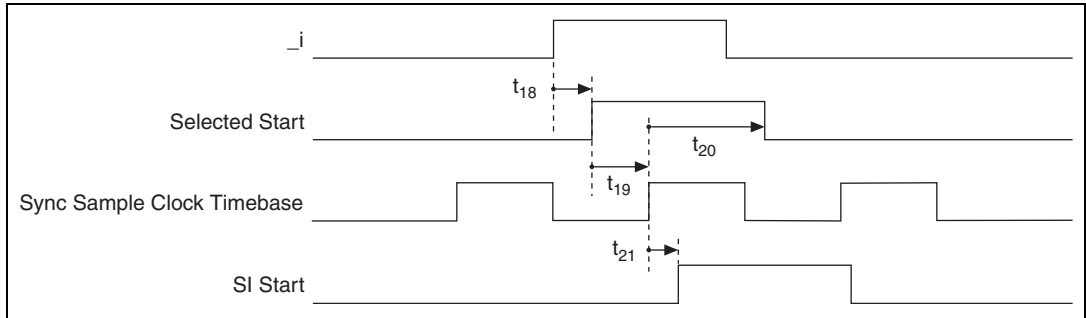 _i
t18
Selected Start
t20
t19
Sync Sample Clock Timebase
t21
SI Start